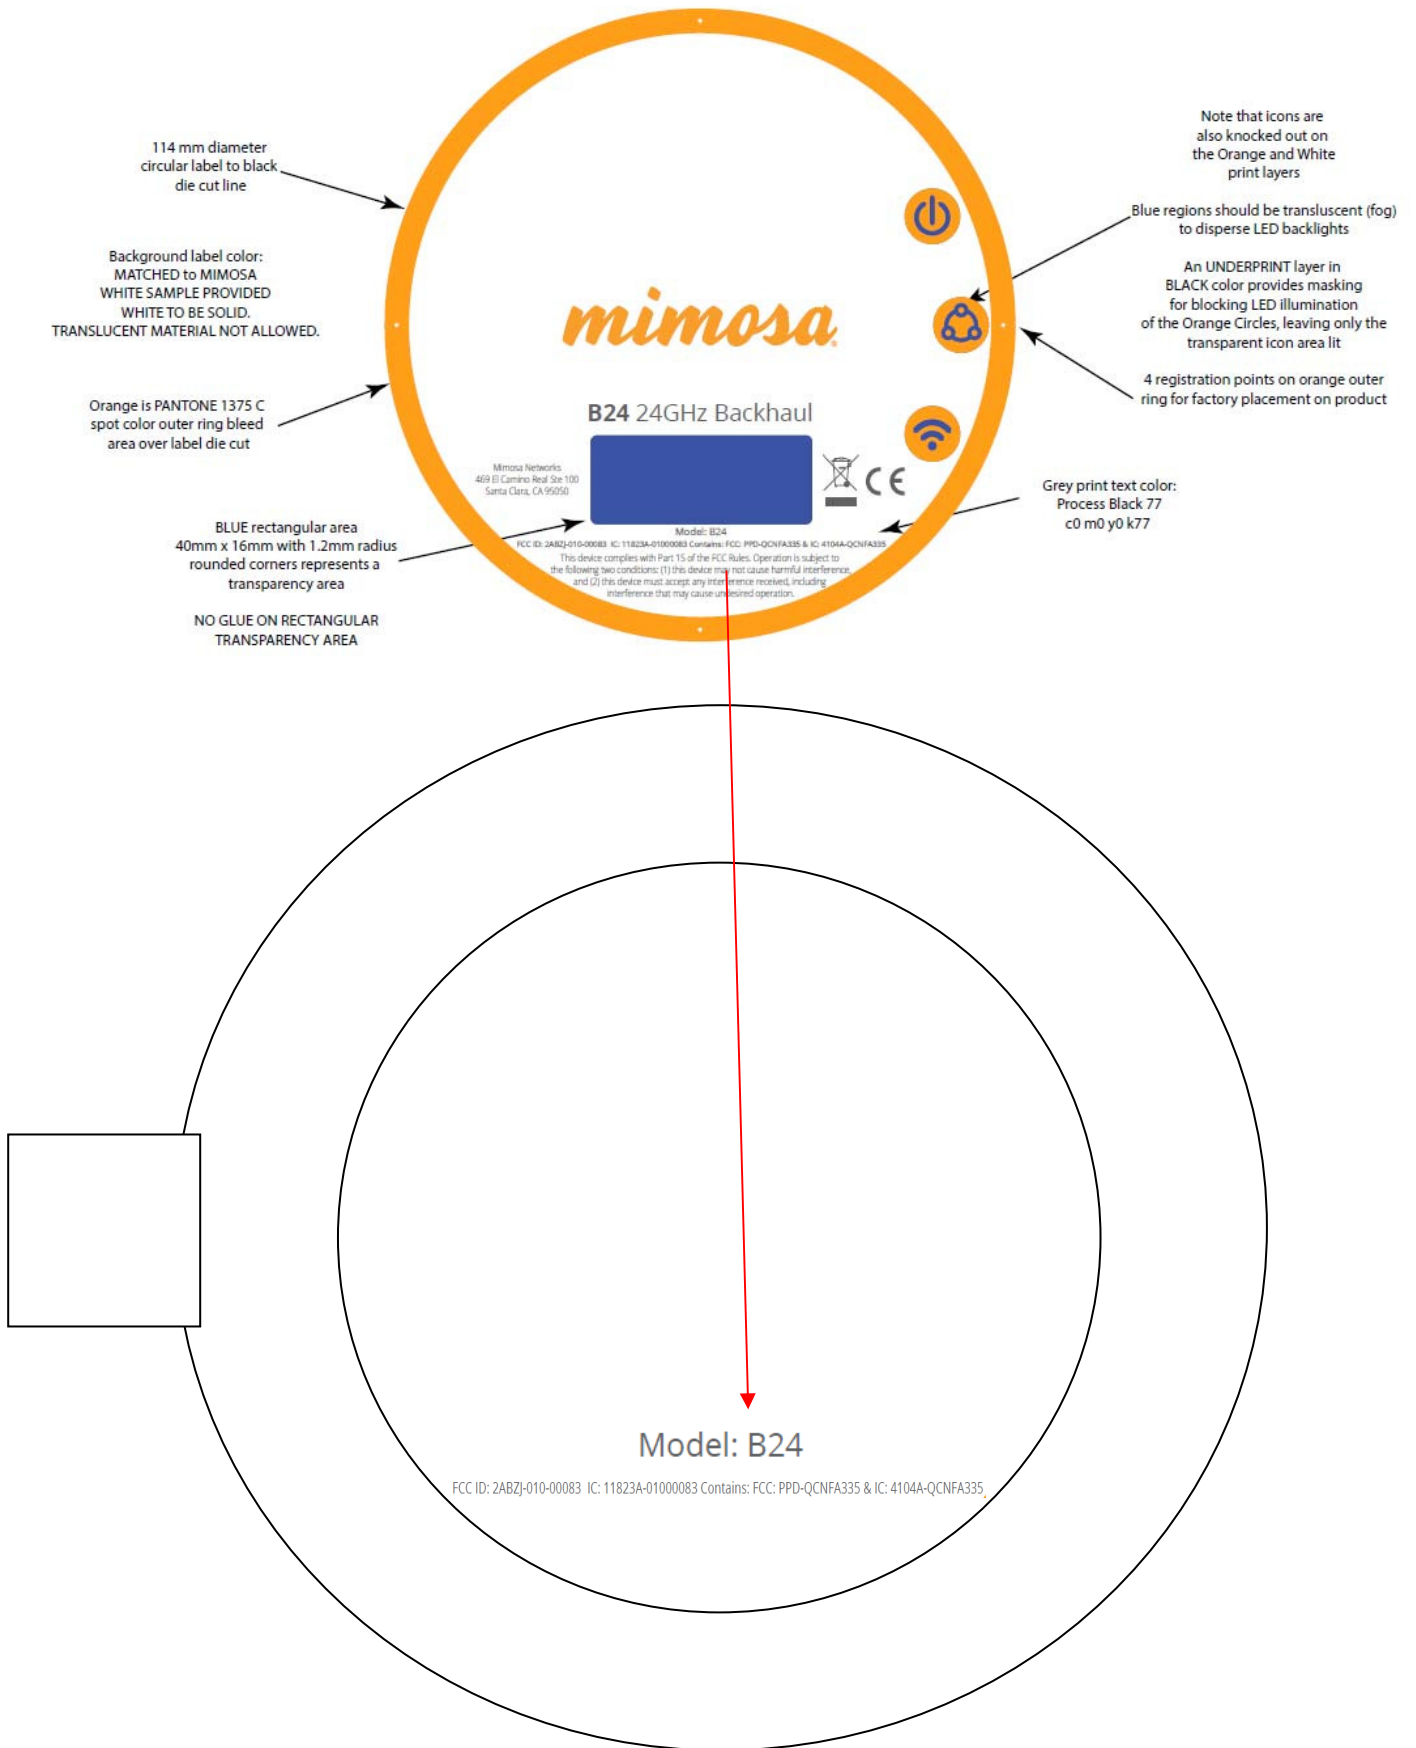 114 mm diameter
circular label to black
die cut line
Background label color:
MATCHED to MIMOSA
WHITE SAMPLE PROVIDED
WHITE TO BE SOLID.
TRANSLUCENT MATERIAL NOT ALLOWED.
Orange is PANTONE 1375 C
spot color outer ring bleed
area over label die cut
BLUE rectangular area
40mm x 16mm with 1.2mm radius
rounded corners represents a
transparency area
NO GLUE ON RECTANGULAR
TRANSPARENCY AREA
mimosa®
B24 24GHz Backhaul
Mimosa Networks
469 El Camino Real Ste 100
Santa Clara, CA 95050
CE
Model: B24
FCC ID: 2ABZJ-010-00083 IC: 11823A-01000083 Contains: FCC: PPD-QCNFA335 & IC: 4104A-QCNFA335
This device complies with Part 15 of the FCC Rules. Operation is subject to
the following two conditions: (1) this device may not cause harmful interference,
and (2) this device must accept any interference received, including
interference that may cause undesired operation.
Note that icons are
also knocked out on
the Orange and White
print layers
Blue regions should be transluscent (fog)
to disperse LED backlights
An UNDERPRINT layer in
BLACK color provides masking
for blocking LED illumination
of the Orange Circles, leaving only the
transparent icon area lit
4 registration points on orange outer
ring for factory placement on product
Grey print text color:
Process Black 77
c0 m0 y0 k77
Model: B24
FCC ID: 2ABZJ-010-00083 IC: 11823A-01000083 Contains: FCC: PPD-QCNFA335 & IC: 4104A-QCNFA335